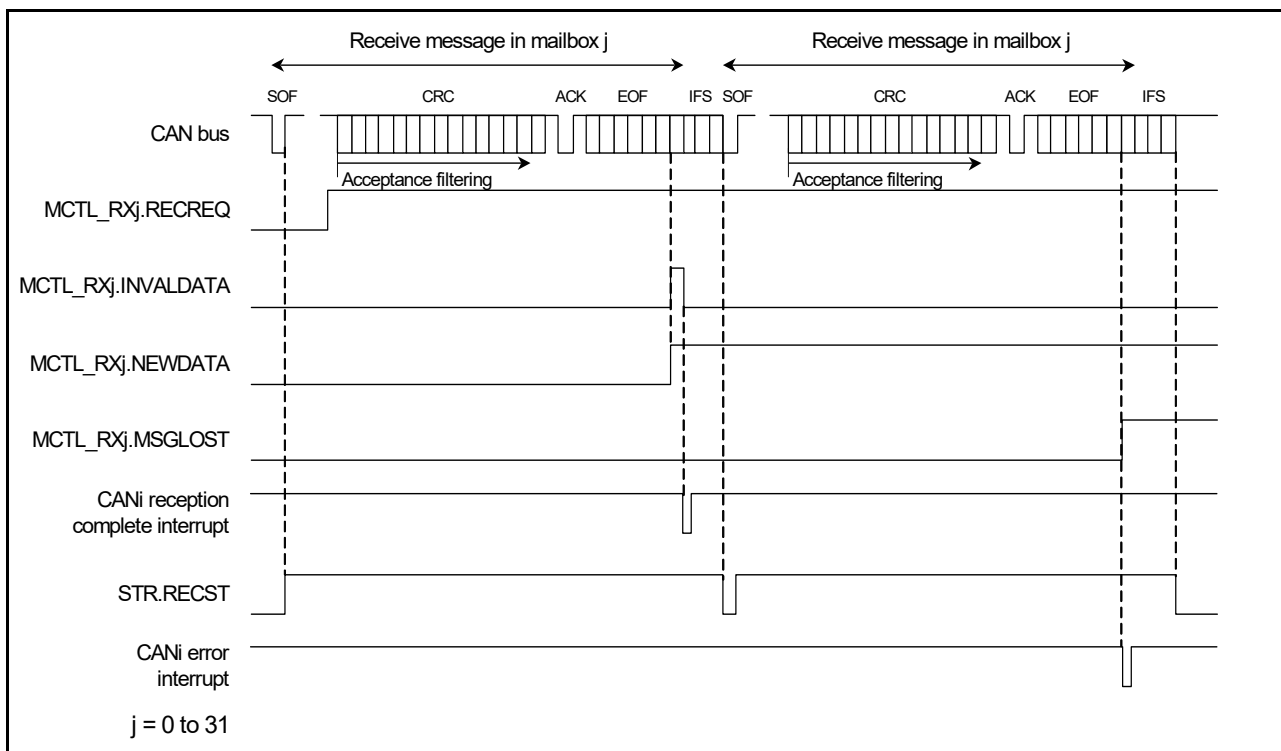 Receive message in mailbox j Receive message in mailbox j
SOF CRC ACK EOF IFS SOF CRC ACK EOF IFS
CAN bus
Acceptance filtering Acceptance filtering
MCTL_RXj.RECREQ
MCTL_RXj.INVALDATA
MCTL_RXj.NEWDATA
MCTL_RXj.MSGLOST
CANi reception
complete interrupt
STR.RECST
CANi error
interrupt
j = 0 to 31